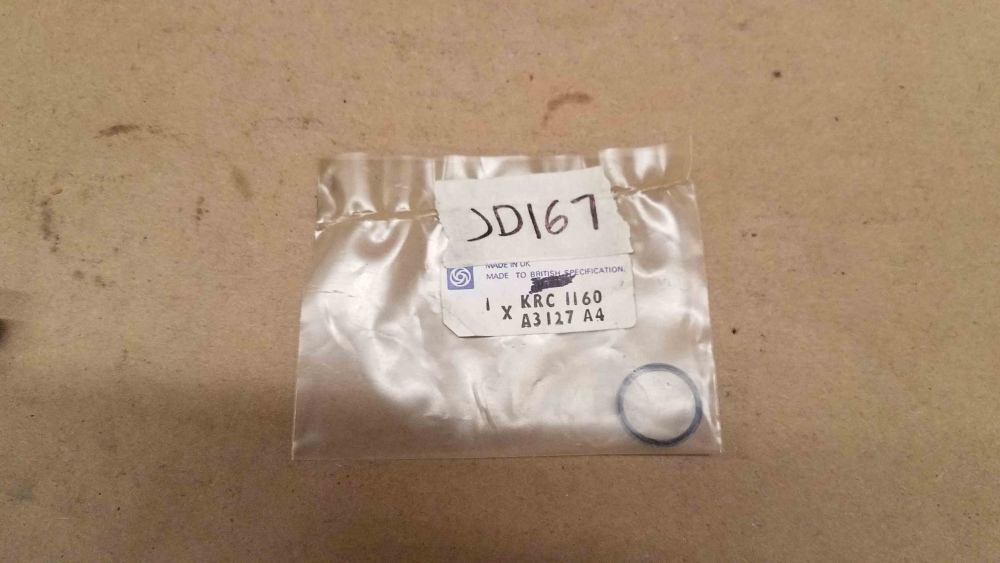 JD167
MADE IN UK
MADE TO BRITISH SPECIFICATION.
1 X KRC 1160
A3127 A4